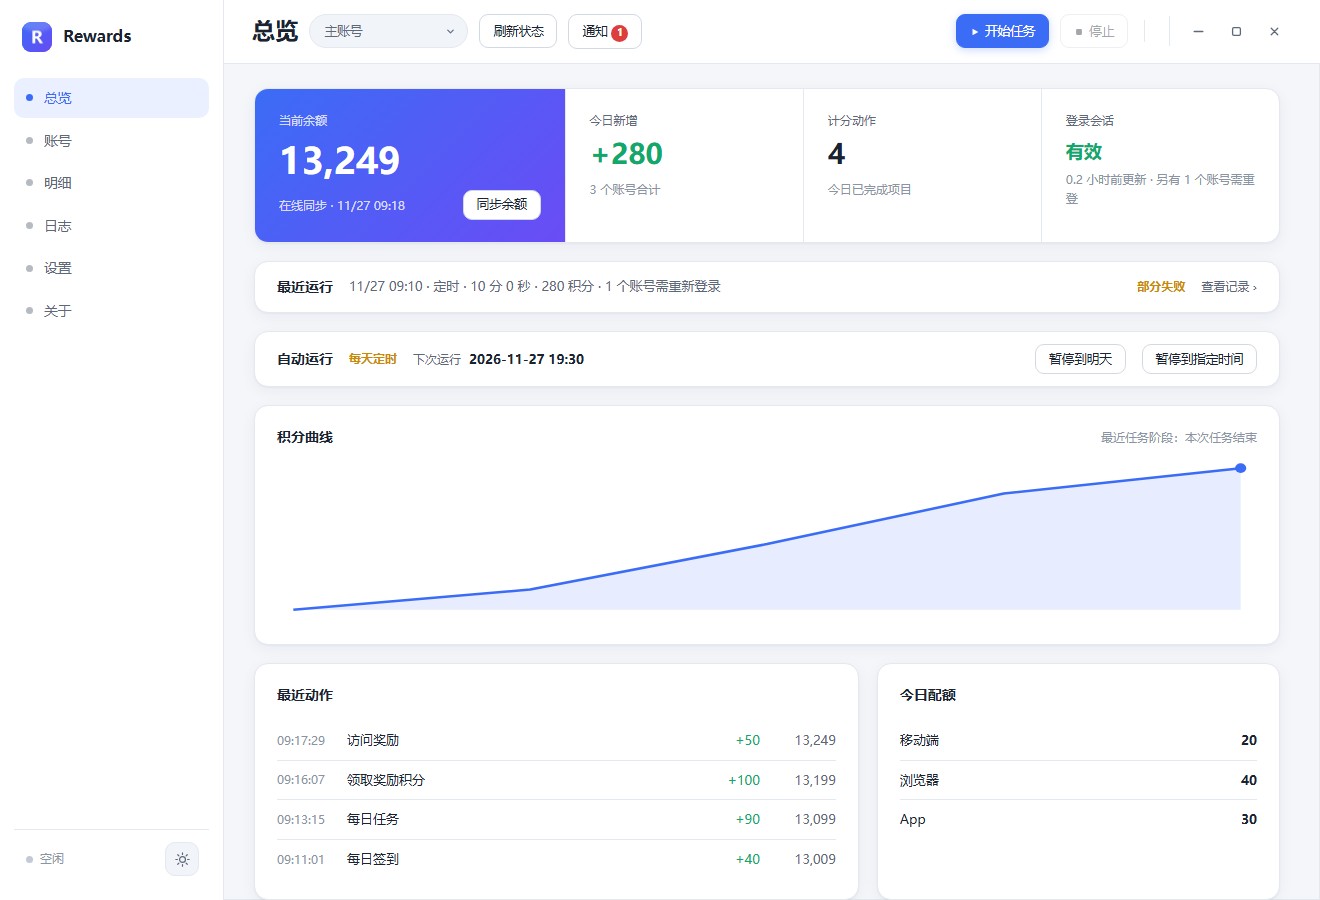 R Rewards
总览
账号
明细
日志
设置
关于
空闲
总览 主账号 刷新状态 通知 1 开始任务 停止
当前余额
13,249
在线同步 · 11/27 09:18 同步余额
今日新增
+280
3 个账号合计
计分动作
4
今日已完成项目
登录会话
有效
0.2 小时前更新 · 另有 1 个账号需重
登
最近运行 11/27 09:10 · 定时 · 10 分 0 秒 · 280 积分 · 1 个账号需重新登录 部分失败 查看记录 ›
自动运行 每天定时 下次运行 2026-11-27 19:30 暂停到明天 暂停到指定时间
积分曲线 最近任务阶段：本次任务结束
最近动作
09:17:29 访问奖励 +50 13,249
09:16:07 领取奖励积分 +100 13,199
09:13:15 每日任务 +90 13,099
09:11:01 每日签到 +40 13,009
今日配额
移动端 20
浏览器 40
App 30